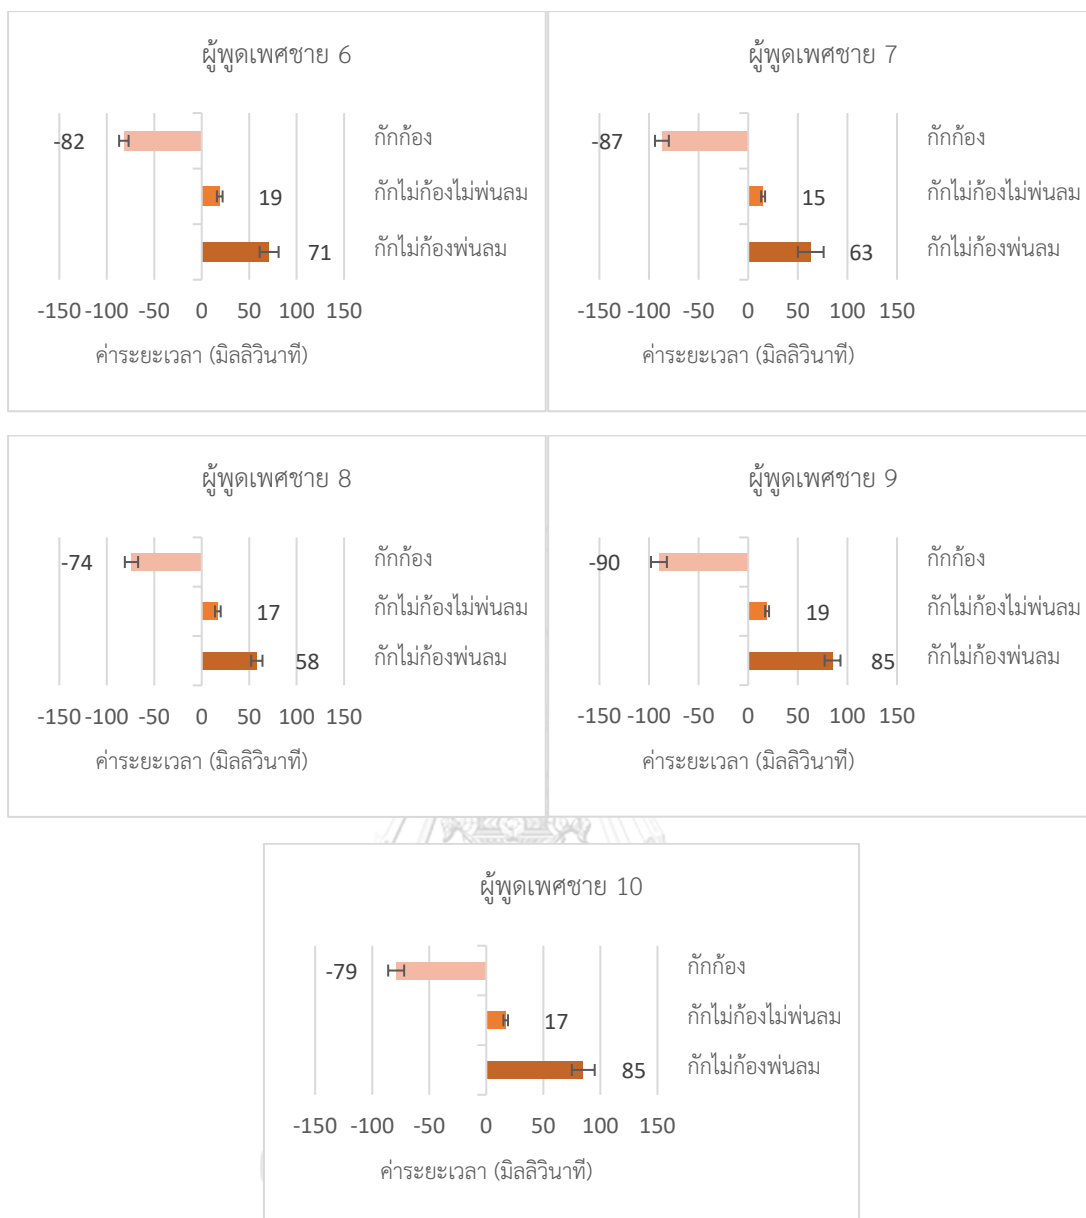 ผู้พูดเพศชาย 6
-82
กักก้อง
19
กักไม่ก้องไม่พ่นลม
71
กักไม่ก้องพ่นลม
-150 -100 -50 0 50 100 150
ค่าระยะเวลา (มิลลิวินาที)
ผู้พูดเพศชาย 7
-87
กักก้อง
15
กักไม่ก้องไม่พ่นลม
63
กักไม่ก้องพ่นลม
-150 -100 -50 0 50 100 150
ค่าระยะเวลา (มิลลิวินาที)
ผู้พูดเพศชาย 8
-74
กักก้อง
17
กักไม่ก้องไม่พ่นลม
58
กักไม่ก้องพ่นลม
-150 -100 -50 0 50 100 150
ค่าระยะเวลา (มิลลิวินาที)
ผู้พูดเพศชาย 9
-90
กักก้อง
19
กักไม่ก้องไม่พ่นลม
85
กักไม่ก้องพ่นลม
-150 -100 -50 0 50 100 150
ค่าระยะเวลา (มิลลิวินาที)
ผู้พูดเพศชาย 10
-79
กักก้อง
17
กักไม่ก้องไม่พ่นลม
85
กักไม่ก้องพ่นลม
-150 -100 -50 0 50 100 150
ค่าระยะเวลา (มิลลิวินาที)